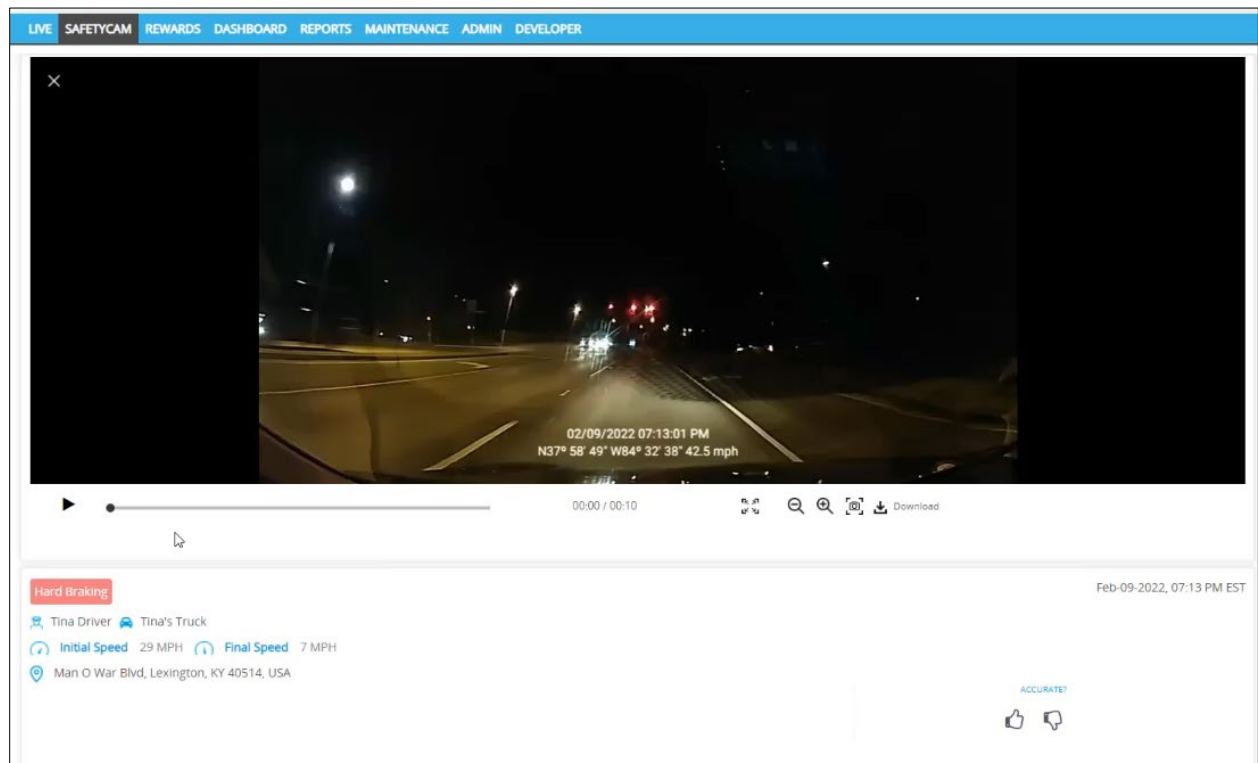 LIVE SAFETYCAM REWARDS DASHBOARD REPORTS MAINTENANCE ADMIN DEVELOPER
02/09/2022 07:13:01 PM
N37º 58' 49" W84º 32' 38" 42.5 mph
00:00 / 00:10 Download
Hard Braking Feb-09-2022, 07:13 PM EST
Tina Driver Tina's Truck
Initial Speed 29 MPH Final Speed 7 MPH
Man O War Blvd, Lexington, KY 40514, USA
ACCURATE?